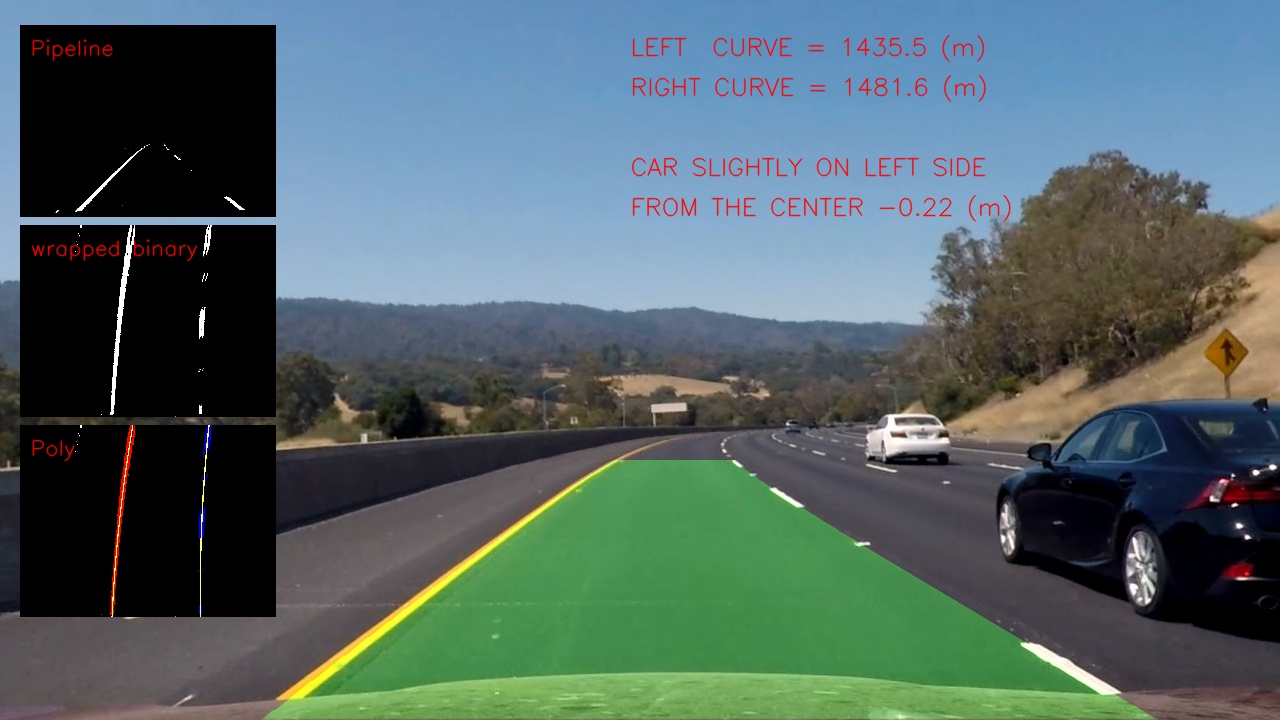 Pipeline
wrapped binary
Poly
LEFT CURVE = 1435.5 (m)
RIGHT CURVE = 1481.6 (m)
CAR SLIGHTLY ON LEFT SIDE
FROM THE CENTER -0.22 (m)